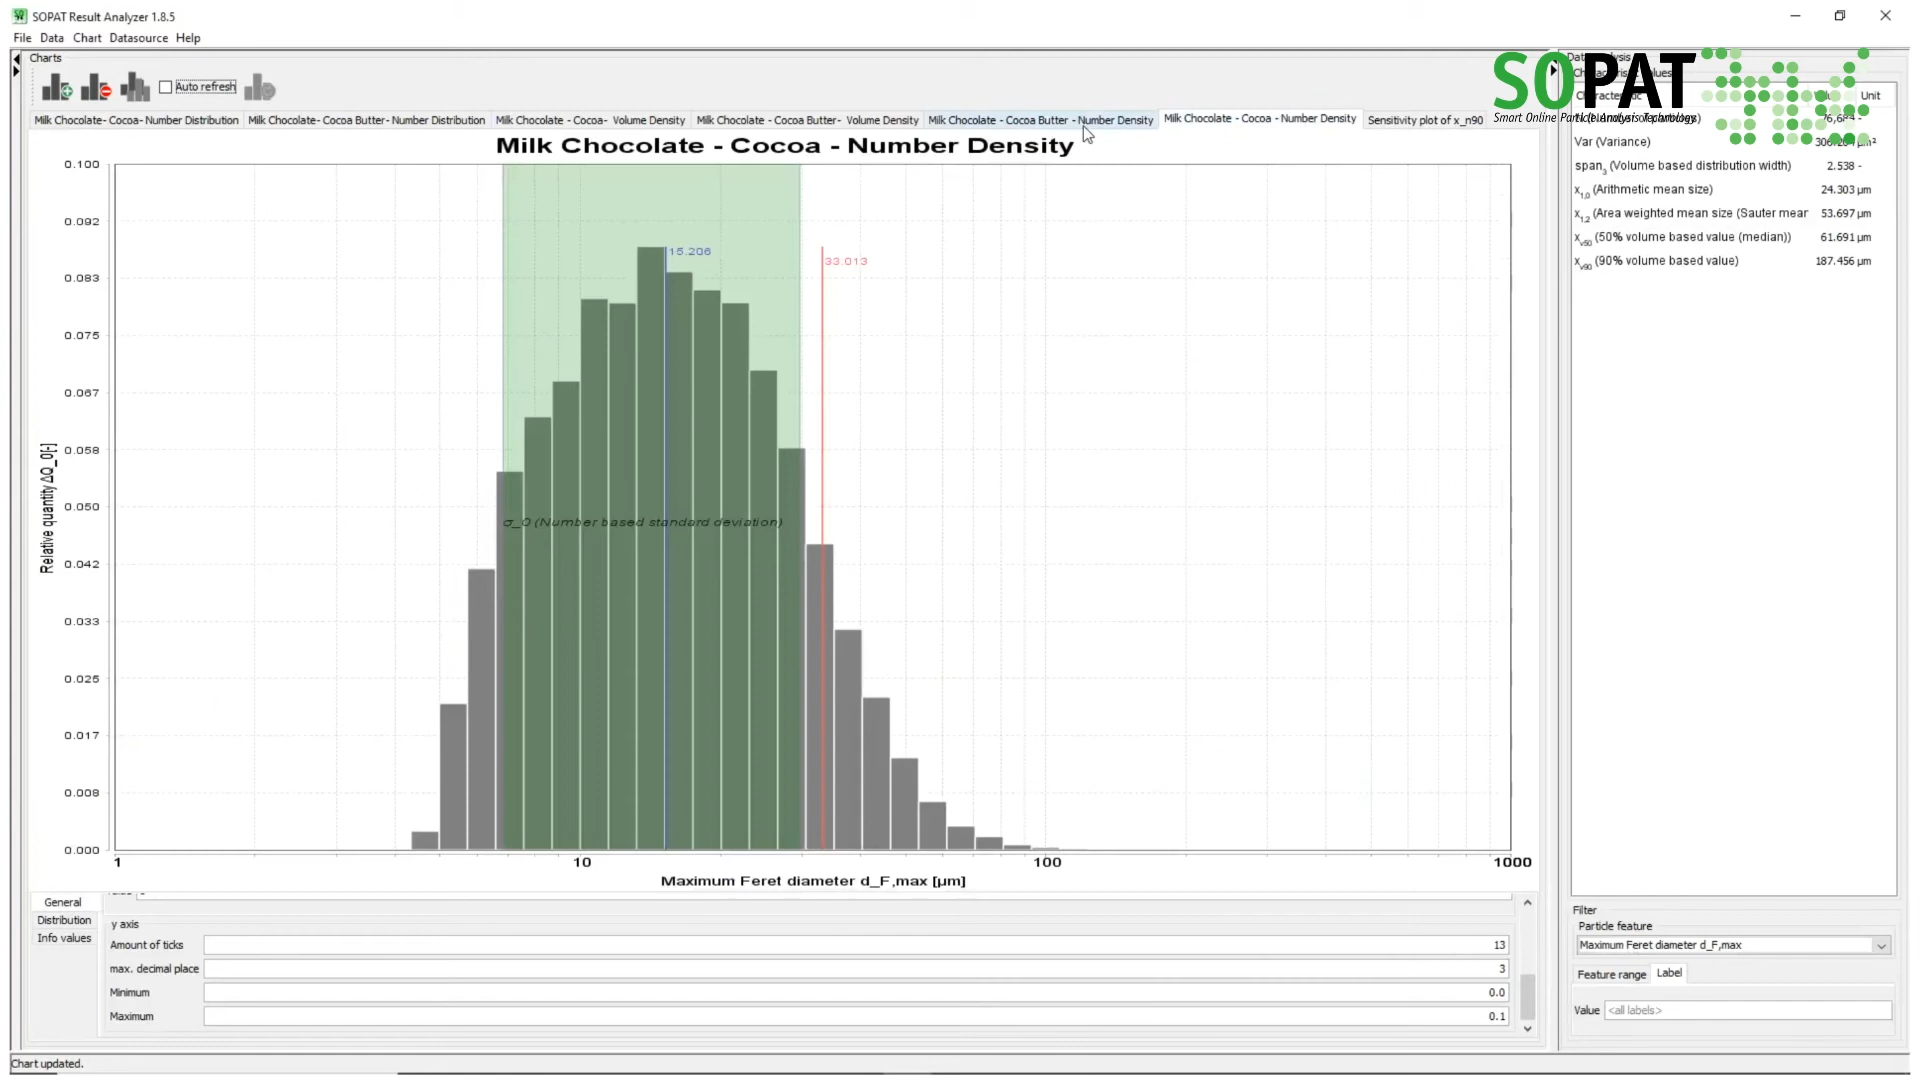 SOPAT Result Analyzer 1.8.5
File Data Chart Datasource Help
Charts
Auto refresh
Milk Chocolate- Cocoa- Number Distribution
Milk Chocolate- Cocoa Butter- Number Distribution
Milk Chocolate - Cocoa- Volume Density
Milk Chocolate - Cocoa Butter- Volume Density
Milk Chocolate - Cocoa Butter - Number Density
Milk Chocolate - Cocoa - Number Density
Sensitivity plot of x_n90
Milk Chocolate - Cocoa - Number Density
0.100
0.092
0.083
0.075
0.067
0.058
0.050
0.042
0.033
0.025
0.017
0.008
0.000
Relative quantity ΔQ_0[-]
15.206
33.013
σ_0 (Number based standard deviation)
1 10 100 1000
Maximum Feret diameter d_F,max [µm]
General
Distribution
Info values
y axis
Amount of ticks 13
max. decimal place 3
Minimum 0.0
Maximum 0.1
Chart updated.
SOPAT
Smart Online Particle Analysis Technology
Unit
Var (Variance)
span3 (Volume based distribution width) 2.538 -
x1,0 (Arithmetic mean size) 24.303 µm
x1,2 (Area weighted mean size (Sauter mear 53.697 µm
xv50 (50% volume based value (median)) 61.691 µm
xv90 (90% volume based value) 187.456 µm
Filter
Particle feature
Maximum Feret diameter d_F,max
Feature range Label
Value <all labels>